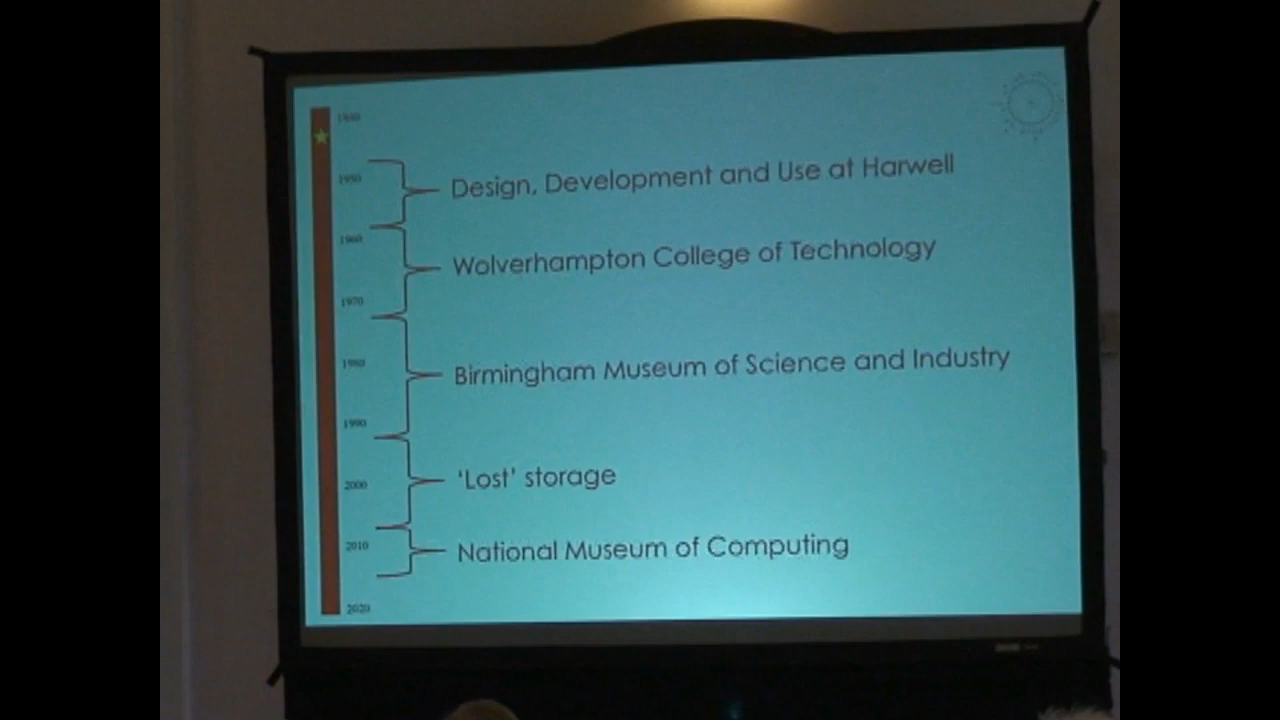 1940
1950
Design, Development and Use at Harwell
1960
Wolverhampton College of Technology
1970
1980
Birmingham Museum of Science and Industry
1990
'Lost' storage
2000
2010
National Museum of Computing
2020